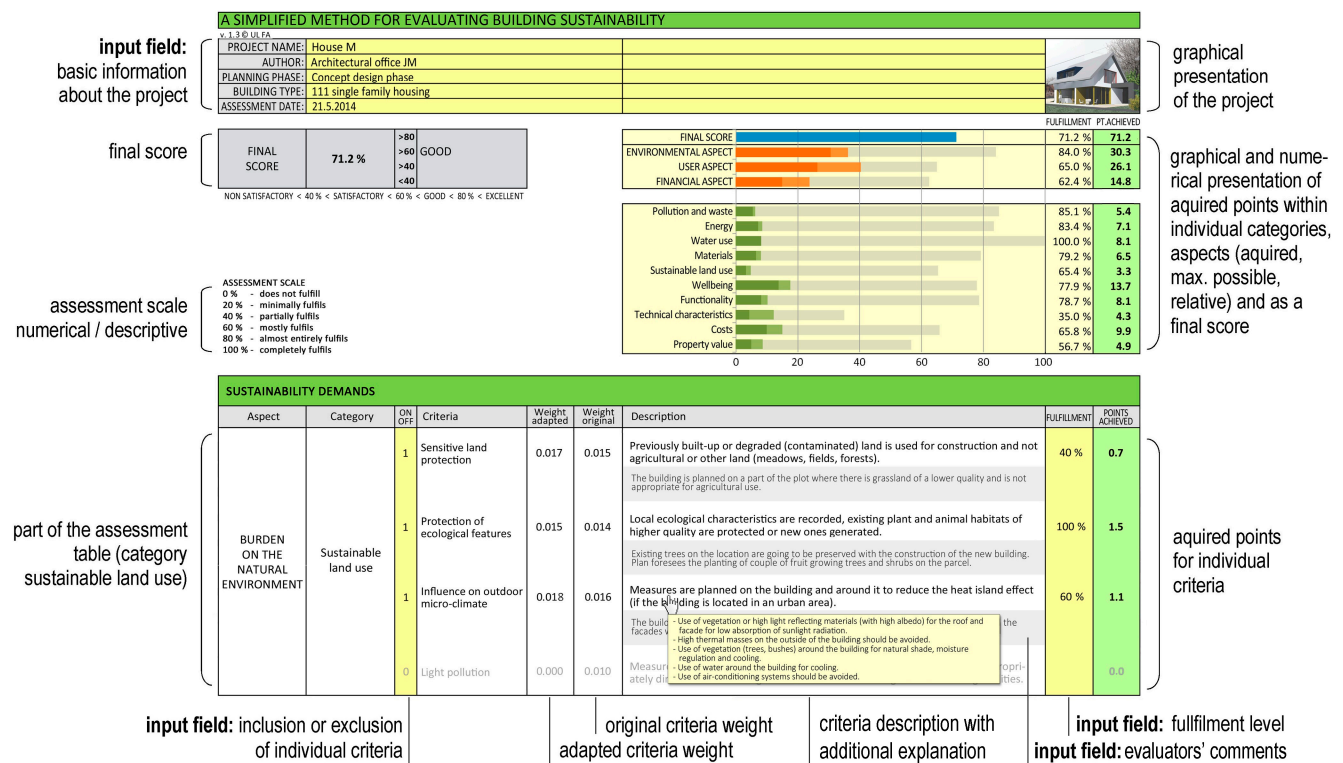 A SIMPLIFIED METHOD FOR EVALUATING BUILDING SUSTAINABILITY
v. 1.3 © UL FA
input field:
basic information
about the project
PROJECT NAME: House M
AUTHOR: Architectural office JM
PLANNING PHASE: Concept design phase
BUILDING TYPE: 111 single family housing
ASSESSMENT DATE: 21.5.2014
graphical
presentation
of the project
final score
FINAL
SCORE
71.2 %
>80
>60 GOOD
>40
<40
NON SATISFACTORY < 40 % < SATISFACTORY < 60 % < GOOD < 80 % < EXCELLENT
FULFILLMENT PT.ACHIEVED
FINAL SCORE 71.2 % 71.2
ENVIRONMENTAL ASPECT 84.0 % 30.3
USER ASPECT 65.0 % 26.1
FINANCIAL ASPECT 62.4 % 14.8
Pollution and waste 85.1 % 5.4
Energy 83.4 % 7.1
Water use 100.0 % 8.1
Materials 79.2 % 6.5
Sustainable land use 65.4 % 3.3
Wellbeing 77.9 % 13.7
Functionality 78.7 % 8.1
Technical characteristics 35.0 % 4.3
Costs 65.8 % 9.9
Property value 56.7 % 4.9
0 20 40 60 80 100
graphical and nume-
rical presentation of
aquired points within
individual categories,
aspects (aquired,
max. possible,
relative) and as a
final score
assessment scale
numerical / descriptive
ASSESSMENT SCALE
0 % - does not fulfill
20 % - minimally fulfils
40 % - partially fulfils
60 % - mostly fulfils
80 % - almost entirely fulfils
100 % - completely fulfils
SUSTAINABILITY DEMANDS
Aspect Category ON OFF Criteria Weight adapted Weight original Description FULFILLMENT POINTS ACHIEVED
part of the assessment
table (category
sustainable land use)
BURDEN
ON THE
NATURAL
ENVIRONMENT
Sustainable
land use
1 Sensitive land
protection
0.017 0.015
Previously built-up or degraded (contaminated) land is used for construction and not
agricultural or other land (meadows, fields, forests).
40 % 0.7
The building is planned on a part of the plot where there is grassland of a lower quality and is not
appropriate for agricultural use.
1 Protection of
ecological features
0.015 0.014
Local ecological characteristics are recorded, existing plant and animal habitats of
higher quality are protected or new ones generated.
100 % 1.5
Existing trees on the location are going to be preserved with the construction of the new building.
Plan foresees the planting of couple of fruit growing trees and shrubs on the parcel.
1 Influence on outdoor
micro-climate
0.018 0.016
Measures are planned on the building and around it to reduce the heat island effect
(if the building is located in an urban area).
60 % 1.1
The build the
facades
- Use of vegetation or high light reflecting materials (with high albedo) for the roof and
facade for low absorption of sunlight radiation.
- High thermal masses on the outside of the building should be avoided.
- Use of vegetation (trees, bushes) around the building for natural shade, moisture
regulation and cooling.
- Use of water around the building for cooling.
- Use of air-conditioning systems should be avoided.
0 Light pollution 0.000 0.010
Measur ropri-
ately di ities.
0.0
aquired points
for individual
criteria
input field: inclusion or exclusion
of individual criteria
original criteria weight
adapted criteria weight
criteria description with
additional explanation
input field: fullfilment level
input field: evaluators' comments